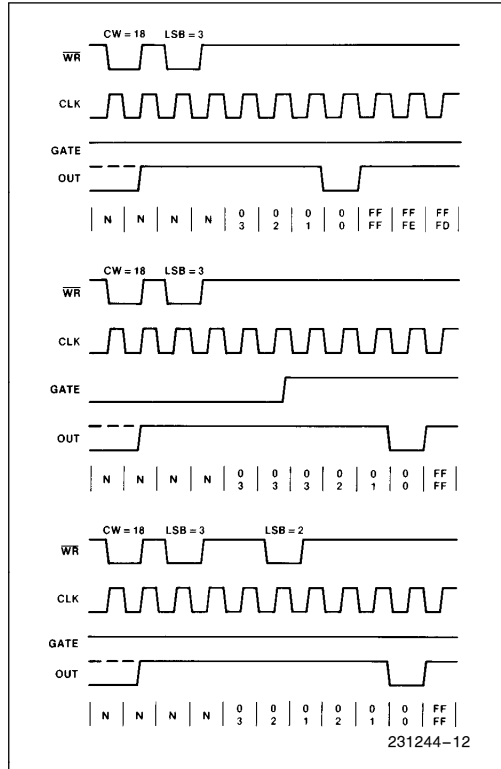 CW = 18 LSB = 3
WR
CLK
GATE
OUT
N N N N 0 0 0 0 FF FF FF
3 2 1 0 FF FE FD
CW = 18 LSB = 3
WR
CLK
GATE
OUT
N N N N 0 0 0 0 0 0 FF
3 3 3 2 1 0 FF
CW = 18 LSB = 3 LSB = 2
WR
CLK
GATE
OUT
N N N N 0 0 0 0 0 0 FF
3 2 1 2 1 0 FF
231244–12